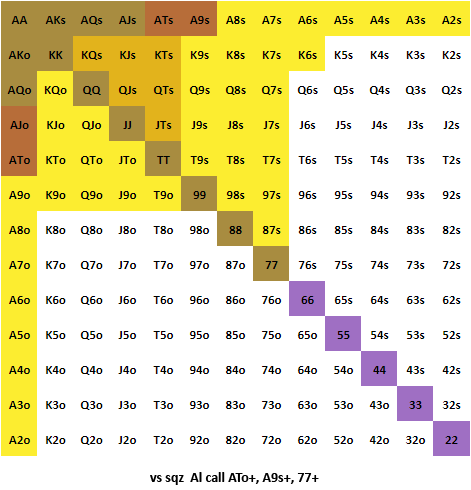 AA AKs AQs AJs ATs A9s A8s A7s A6s A5s A4s A3s A2s
AKo KK KQs KJs KTs K9s K8s K7s K6s K5s K4s K3s K2s
AQo KQo QQ QJs QTs Q9s Q8s Q7s Q6s Q5s Q4s Q3s Q2s
AJo KJo QJo JJ JTs J9s J8s J7s J6s J5s J4s J3s J2s
ATo KTo QTo JTo TT T9s T8s T7s T6s T5s T4s T3s T2s
A9o K9o Q9o J9o T9o 99 98s 97s 96s 95s 94s 93s 92s
A8o K8o Q8o J8o T8o 98o 88 87s 86s 85s 84s 83s 82s
A7o K7o Q7o J7o T7o 97o 87o 77 76s 75s 74s 73s 72s
A6o K6o Q6o J6o T6o 96o 86o 76o 66 65s 64s 63s 62s
A5o K5o Q5o J5o T5o 95o 85o 75o 65o 55 54s 53s 52s
A4o K4o Q4o J4o T4o 94o 84o 74o 64o 54o 44 43s 42s
A3o K3o Q3o J3o T3o 93o 83o 73o 63o 53o 43o 33 32s
A2o K2o Q2o J2o T2o 92o 82o 72o 62o 52o 42o 32o 22
vs sqz Al call ATo+, A9s+, 77+